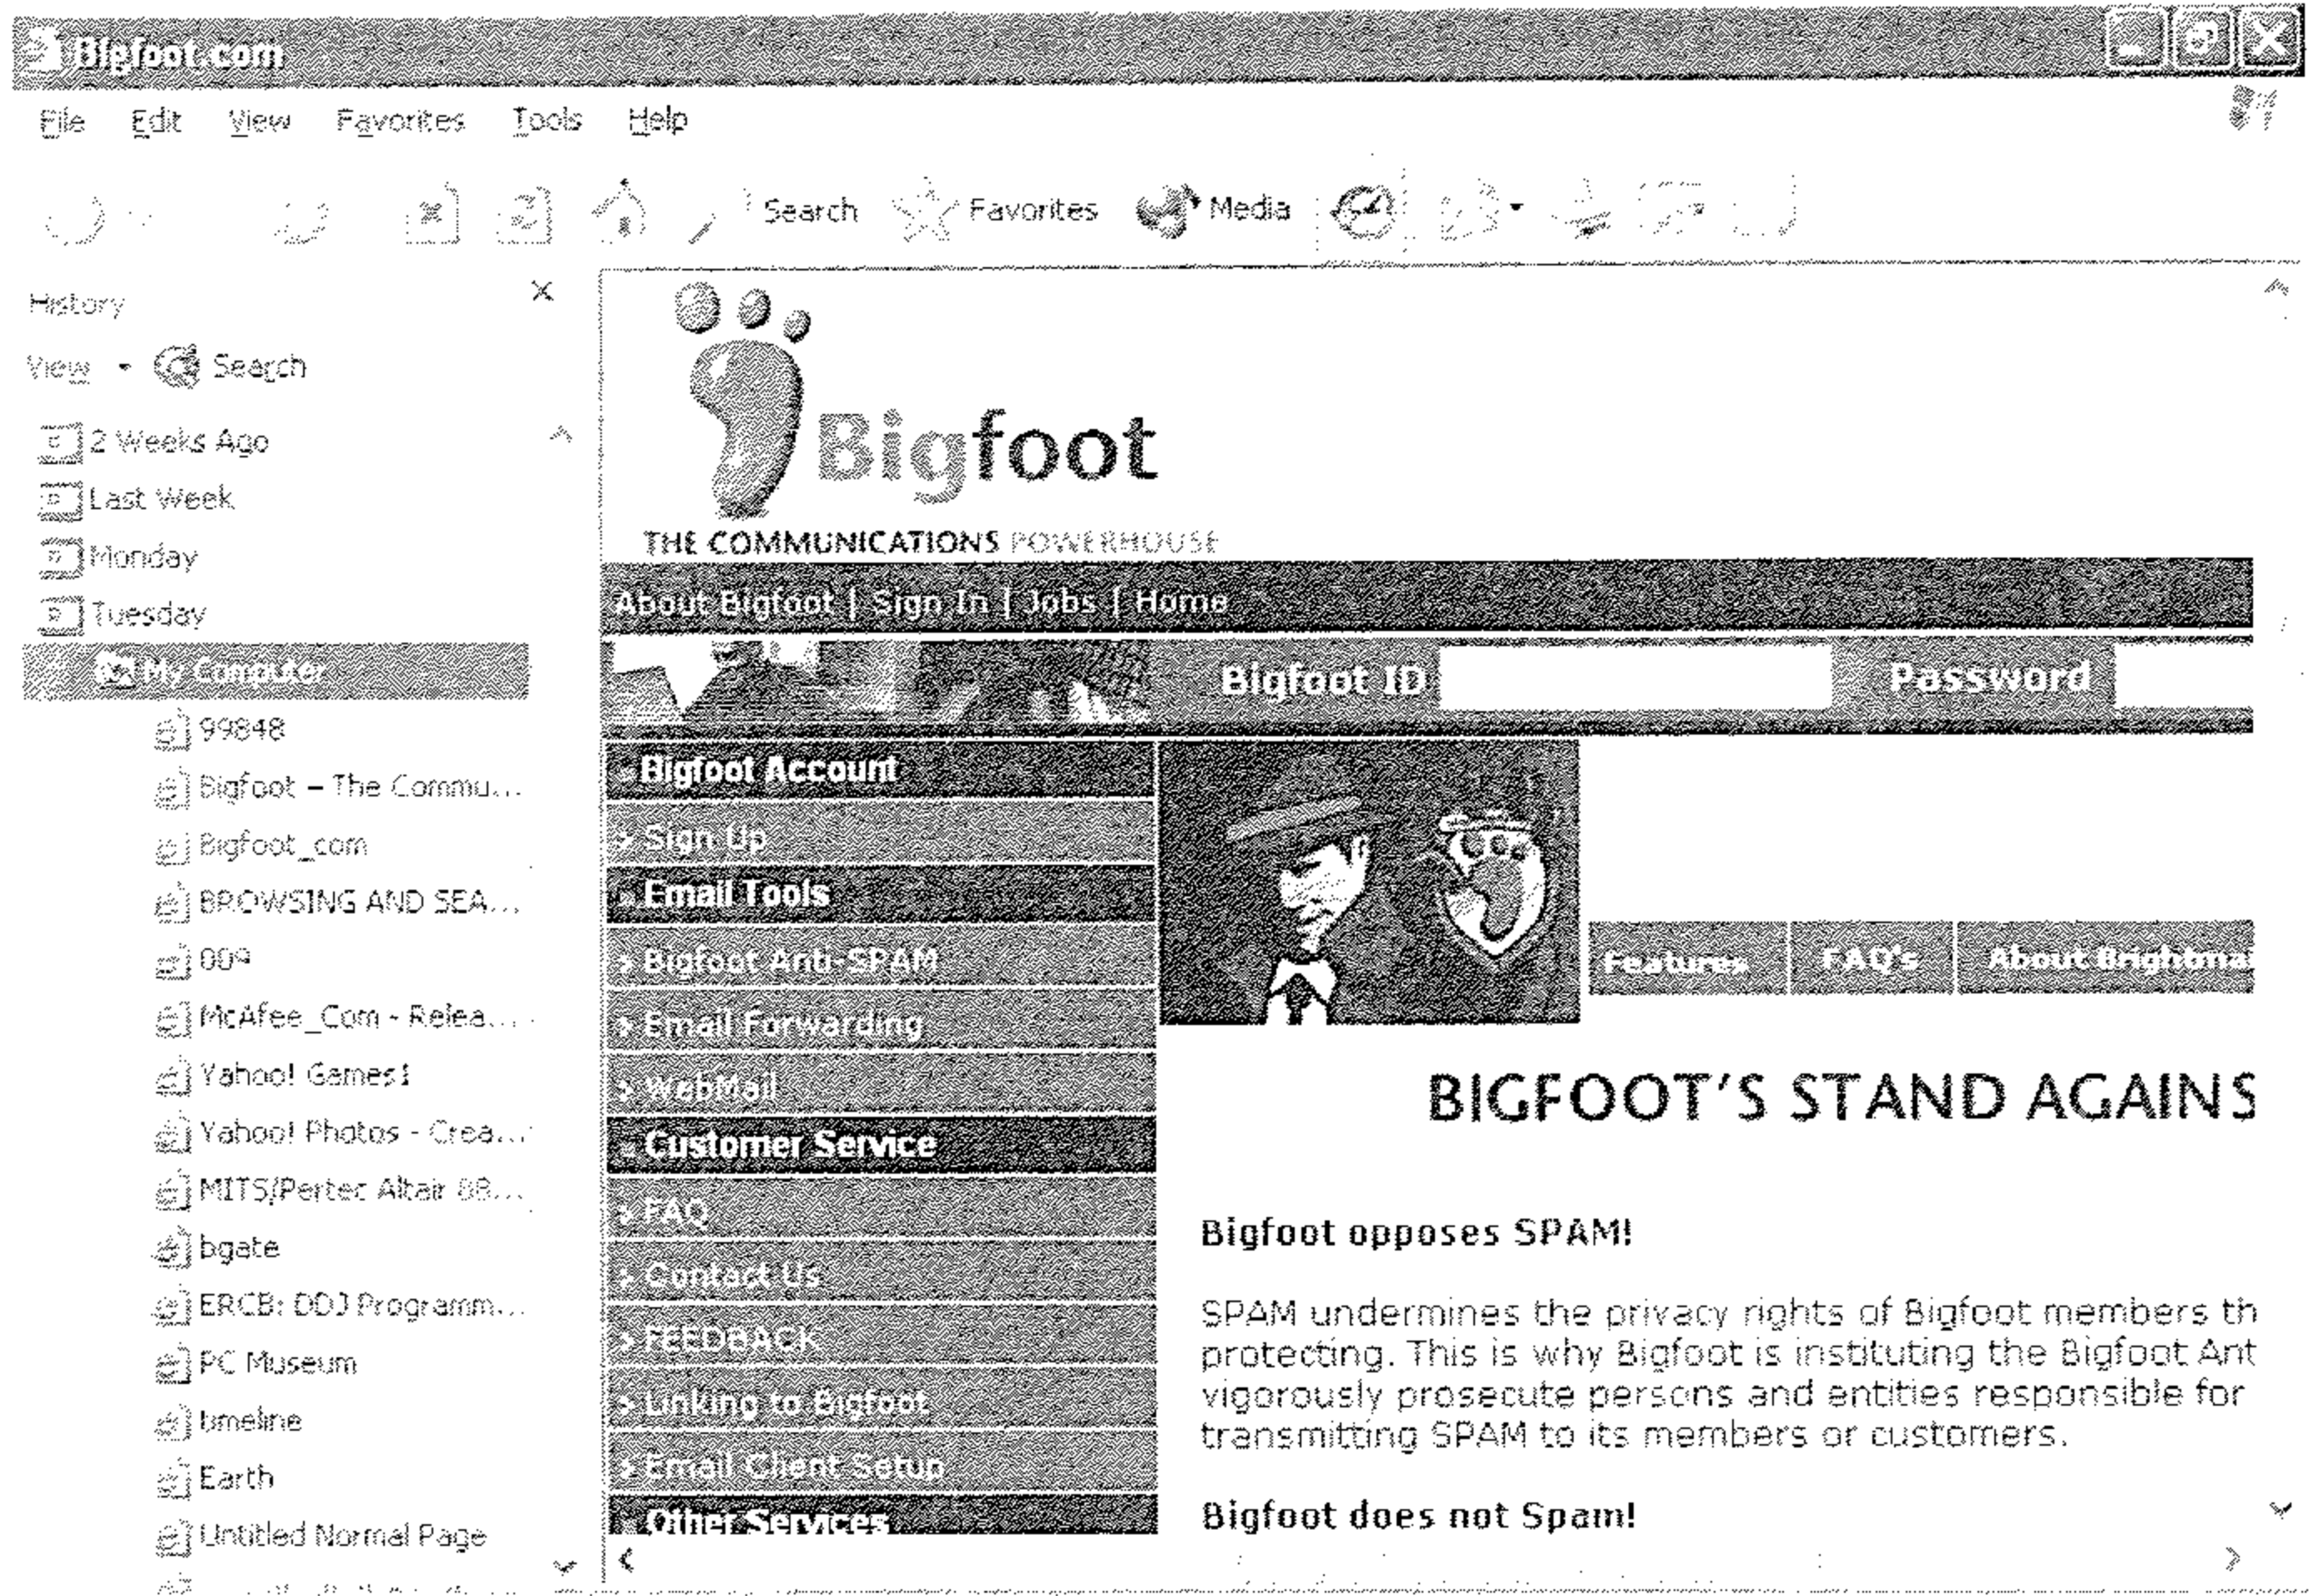 Bigfoot.com
File Edit View Favorites Tools Help
Search Favorites Media
History
View Search
2 Weeks Ago
Last Week
Monday
Tuesday
My Computer
99848
Bigfoot – The Commu...
Bigfoot_com
BROWSING AND SEA...
009
McAfee_Com - Relea...
Yahoo! Games1
Yahoo! Photos - Crea...
MITS/Pertec Altair 88...
bgate
ERCB: DDJ Programm...
PC Museum
timeline
Earth
Untitled Normal Page
Bigfoot
THE COMMUNICATIONS POWERHOUSE
About Bigfoot | Sign In | Jobs | Home
Bigfoot ID Password
Bigfoot Account
Sign Up
Email Tools
Bigfoot Anti-SPAM
Email Forwarding
WebMail
Customer Service
FAQ
Contact Us
FEEDBACK
Linking to Bigfoot
Email Client Setup
Other Services
Features FAQ's About Brightmai
BIGFOOT'S STAND AGAINS
Bigfoot opposes SPAM!
SPAM undermines the privacy rights of Bigfoot members th
protecting. This is why Bigfoot is instituting the Bigfoot Ant
vigorously prosecute persons and entities responsible for
transmitting SPAM to its members or customers.
Bigfoot does not Spam!